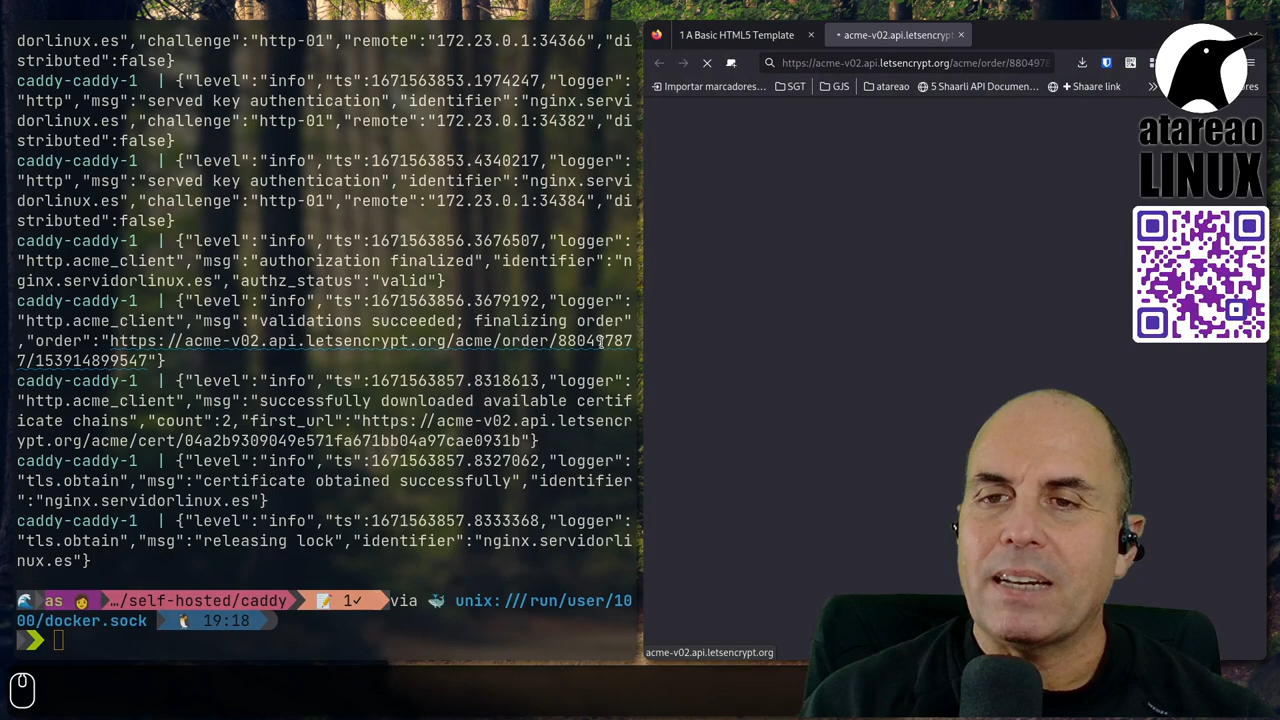 dorlinux.es","challenge":"http-01","remote":"172.23.0.1:34366","di
stributed":false}
caddy-caddy-1  | {"level":"info","ts":1671563853.1974247,"logger":
"http","msg":"served key authentication","identifier":"nginx.servi
dorlinux.es","challenge":"http-01","remote":"172.23.0.1:34382","di
stributed":false}
caddy-caddy-1  | {"level":"info","ts":1671563853.4340217,"logger":
"http","msg":"served key authentication","identifier":"nginx.servi
dorlinux.es","challenge":"http-01","remote":"172.23.0.1:34384","di
stributed":false}
caddy-caddy-1  | {"level":"info","ts":1671563856.3676507,"logger":
"http.acme_client","msg":"authorization finalized","identifier":"n
ginx.servidorlinux.es","authz_status":"valid"}
caddy-caddy-1  | {"level":"info","ts":1671563856.3679192,"logger":
"http.acme_client","msg":"validations succeeded; finalizing order"
,"order":"https://acme-v02.api.letsencrypt.org/acme/order/88049787
7/153914899547"}
caddy-caddy-1  | {"level":"info","ts":1671563857.8318613,"logger":
"http.acme_client","msg":"successfully downloaded available certif
icate chains","count":2,"first_url":"https://acme-v02.api.letsencr
ypt.org/acme/cert/04a2b9309049e571fa671bb04a97cae0931b"}
caddy-caddy-1  | {"level":"info","ts":1671563857.8327062,"logger":
"tls.obtain","msg":"certificate obtained successfully","identifier
":"nginx.servidorlinux.es"}
caddy-caddy-1  | {"level":"info","ts":1671563857.8333368,"logger":
"tls.obtain","msg":"releasing lock","identifier":"nginx.servidorli
nux.es"}
as …/self-hosted/caddy 1✓ via unix:///run/user/10
00/docker.sock 19:18
1 A Basic HTML5 Template
acme-v02.api.letsencrypt
https://acme-v02.api.letsencrypt.org/acme/order/8804978
Importar marcadores… SGT GJS atareao 5 Shaarli API Documen… Shaare link » ores
acme-v02.api.letsencrypt.org
atareao
LINUX